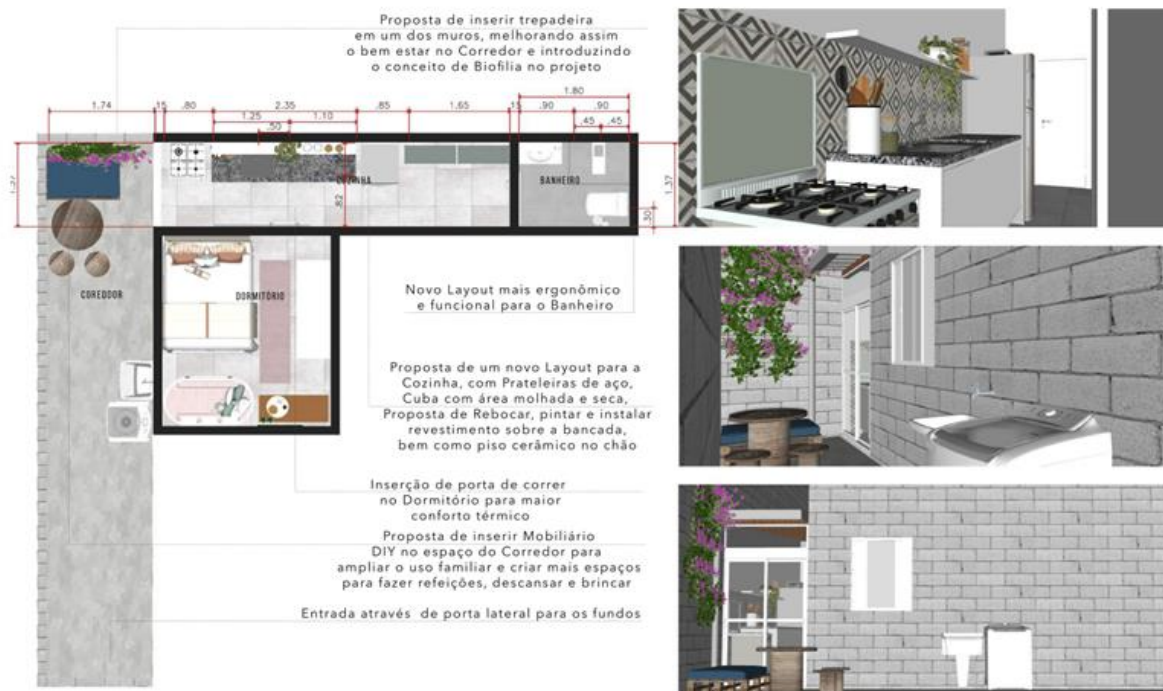 Proposta de inserir trepadeira
em um dos muros, melhorando assim
o bem estar no Corredor e introduzindo
o conceito de Biofilia no projeto
1.80
1.74
.15
.80
2.35
.85
1.65
.15
.90
.90
1.25
1.10
.45
.45
.50
1.37
COZINHA
.82
BANHEIRO
1.37
.30
COREDOOR
DORMITÓRIO
Novo Layout mais ergonômico
e funcional para o Banheiro
Proposta de um novo Layout para a
Cozinha, com Prateleiras de aço,
Cuba com área molhada e seca,
Proposta de Rebocar, pintar e instalar
revestimento sobre a bancada,
bem como piso cerâmico no chão
Inserção de porta de correr
no Dormitório para maior
conforto térmico
Proposta de inserir Mobiliário
DIY no espaço do Corredor para
ampliar o uso familiar e criar mais espaços
para fazer refeições, descansar e brincar
Entrada através de porta lateral para os fundos